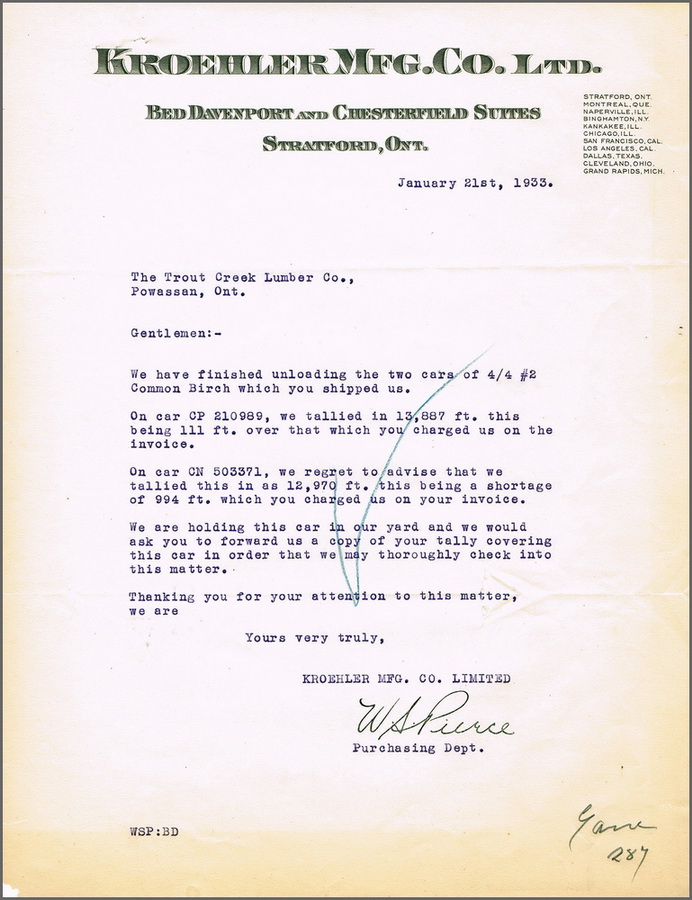 KROEHLER MFG. CO. LTD.
BED DAVENPORT AND CHESTERFIELD SUITES
STRATFORD, ONT.
STRATFORD, ONT.
MONTREAL, QUE.
NAPERVILLE, ILL.
BINGHAMTON, N.Y.
KANKAKEE, ILL.
CHICAGO, ILL.
SAN FRANCISCO, CAL.
LOS ANGELES, CAL.
DALLAS, TEXAS.
CLEVELAND, OHIO.
GRAND RAPIDS, MICH.
January 21st, 1933.
The Trout Creek Lumber Co.,
Powassan, Ont.
Gentlemen:-
We have finished unloading the two cars of 4/4 #2
Common Birch which you shipped us.
On car CP 210989, we tallied in 13,887 ft. this
being 111 ft. over that which you charged us on the
invoice.
On car CN 503371, we regret to advise that we
tallied this in as 12,970 ft. this being a shortage
of 994 ft. which you charged us on your invoice.
We are holding this car in our yard and we would
ask you to forward us a copy of your tally covering
this car in order that we may thoroughly check into
this matter.
Thanking you for your attention to this matter,
we are
Yours very truly,
KROEHLER MFG. CO. LIMITED
W S Pierce
Purchasing Dept.
WSP:BD
287